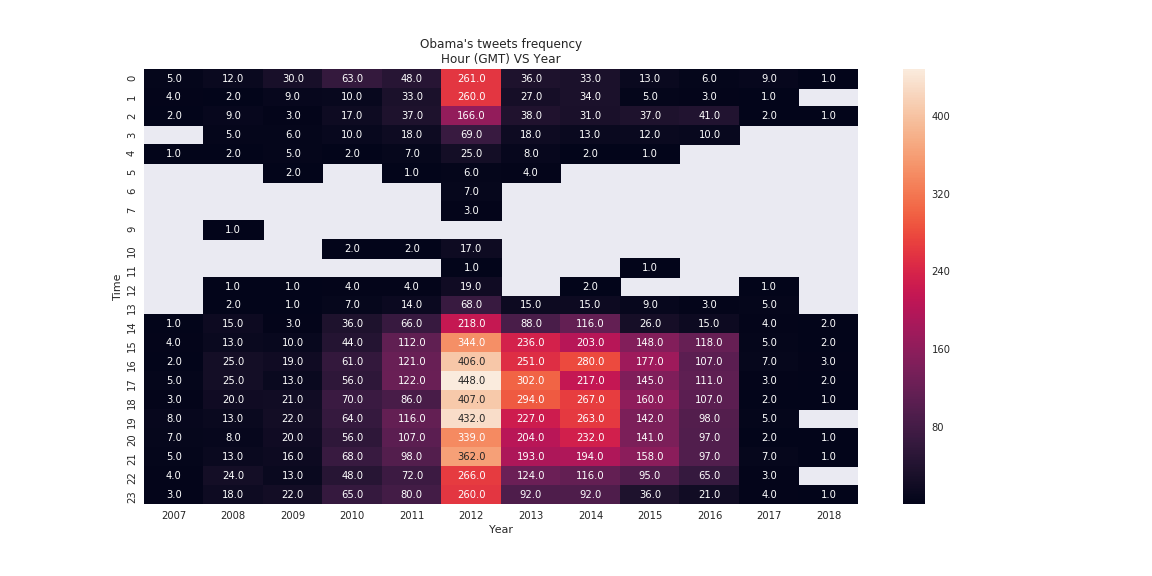 Obama's tweets frequency
Hour (GMT) VS Year
0 5.0 12.0 30.0 63.0 48.0 261.0 36.0 33.0 13.0 6.0 9.0 1.0
1 4.0 2.0 9.0 10.0 33.0 260.0 27.0 34.0 5.0 3.0 1.0
2 2.0 9.0 3.0 17.0 37.0 166.0 38.0 31.0 37.0 41.0 2.0 1.0
3 5.0 6.0 10.0 18.0 69.0 18.0 13.0 12.0 10.0
4 1.0 2.0 5.0 2.0 7.0 25.0 8.0 2.0 1.0
5 2.0 1.0 6.0 4.0
6 7.0
7 3.0
9 1.0
10 2.0 2.0 17.0
11 1.0 1.0
12 1.0 1.0 4.0 4.0 19.0 2.0 1.0
13 2.0 1.0 7.0 14.0 68.0 15.0 15.0 9.0 3.0 5.0
14 1.0 15.0 3.0 36.0 66.0 218.0 88.0 116.0 26.0 15.0 4.0 2.0
15 4.0 13.0 10.0 44.0 112.0 344.0 236.0 203.0 148.0 118.0 5.0 2.0
16 2.0 25.0 19.0 61.0 121.0 406.0 251.0 280.0 177.0 107.0 7.0 3.0
17 5.0 25.0 13.0 56.0 122.0 448.0 302.0 217.0 145.0 111.0 3.0 2.0
18 3.0 20.0 21.0 70.0 86.0 407.0 294.0 267.0 160.0 107.0 2.0 1.0
19 8.0 13.0 22.0 64.0 116.0 432.0 227.0 263.0 142.0 98.0 5.0
20 7.0 8.0 20.0 56.0 107.0 339.0 204.0 232.0 141.0 97.0 2.0 1.0
21 5.0 13.0 16.0 68.0 98.0 362.0 193.0 194.0 158.0 97.0 7.0 1.0
22 4.0 24.0 13.0 48.0 72.0 266.0 124.0 116.0 95.0 65.0 3.0
23 3.0 18.0 22.0 65.0 80.0 260.0 92.0 92.0 36.0 21.0 4.0 1.0
2007 2008 2009 2010 2011 2012 2013 2014 2015 2016 2017 2018
Year
Time
400
320
240
160
80